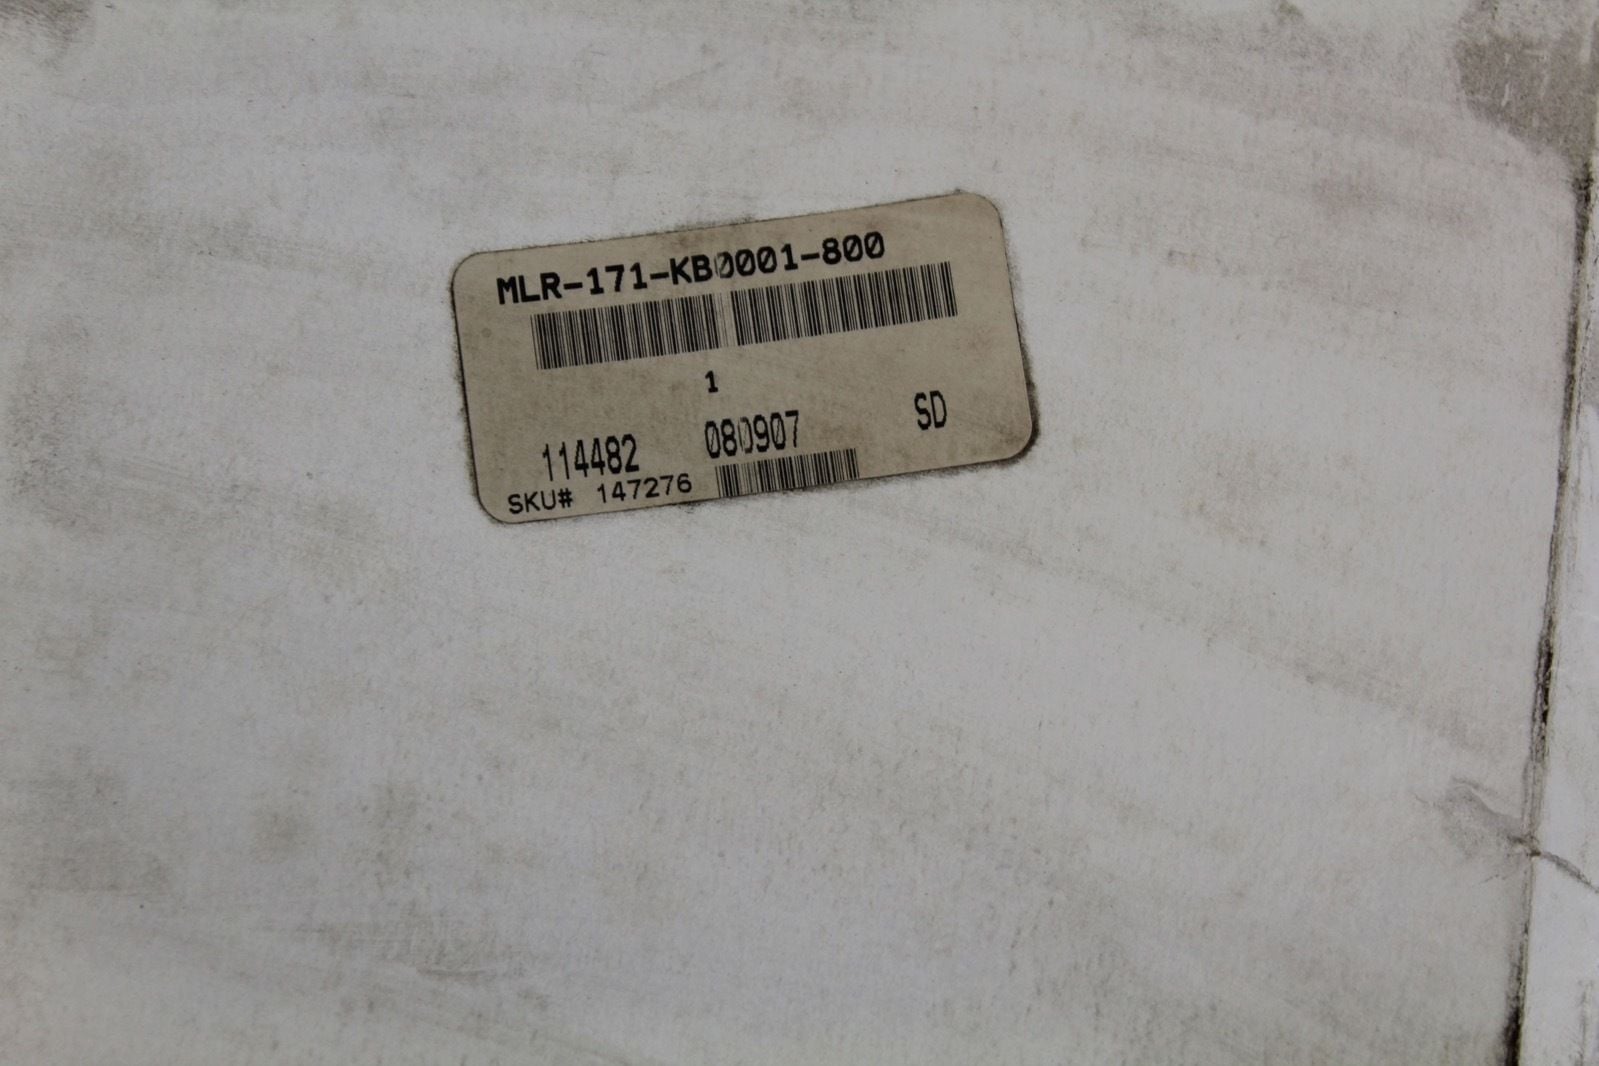 MLR-171-KB0001-800
1
114482 080907 SD
SKU# 147276